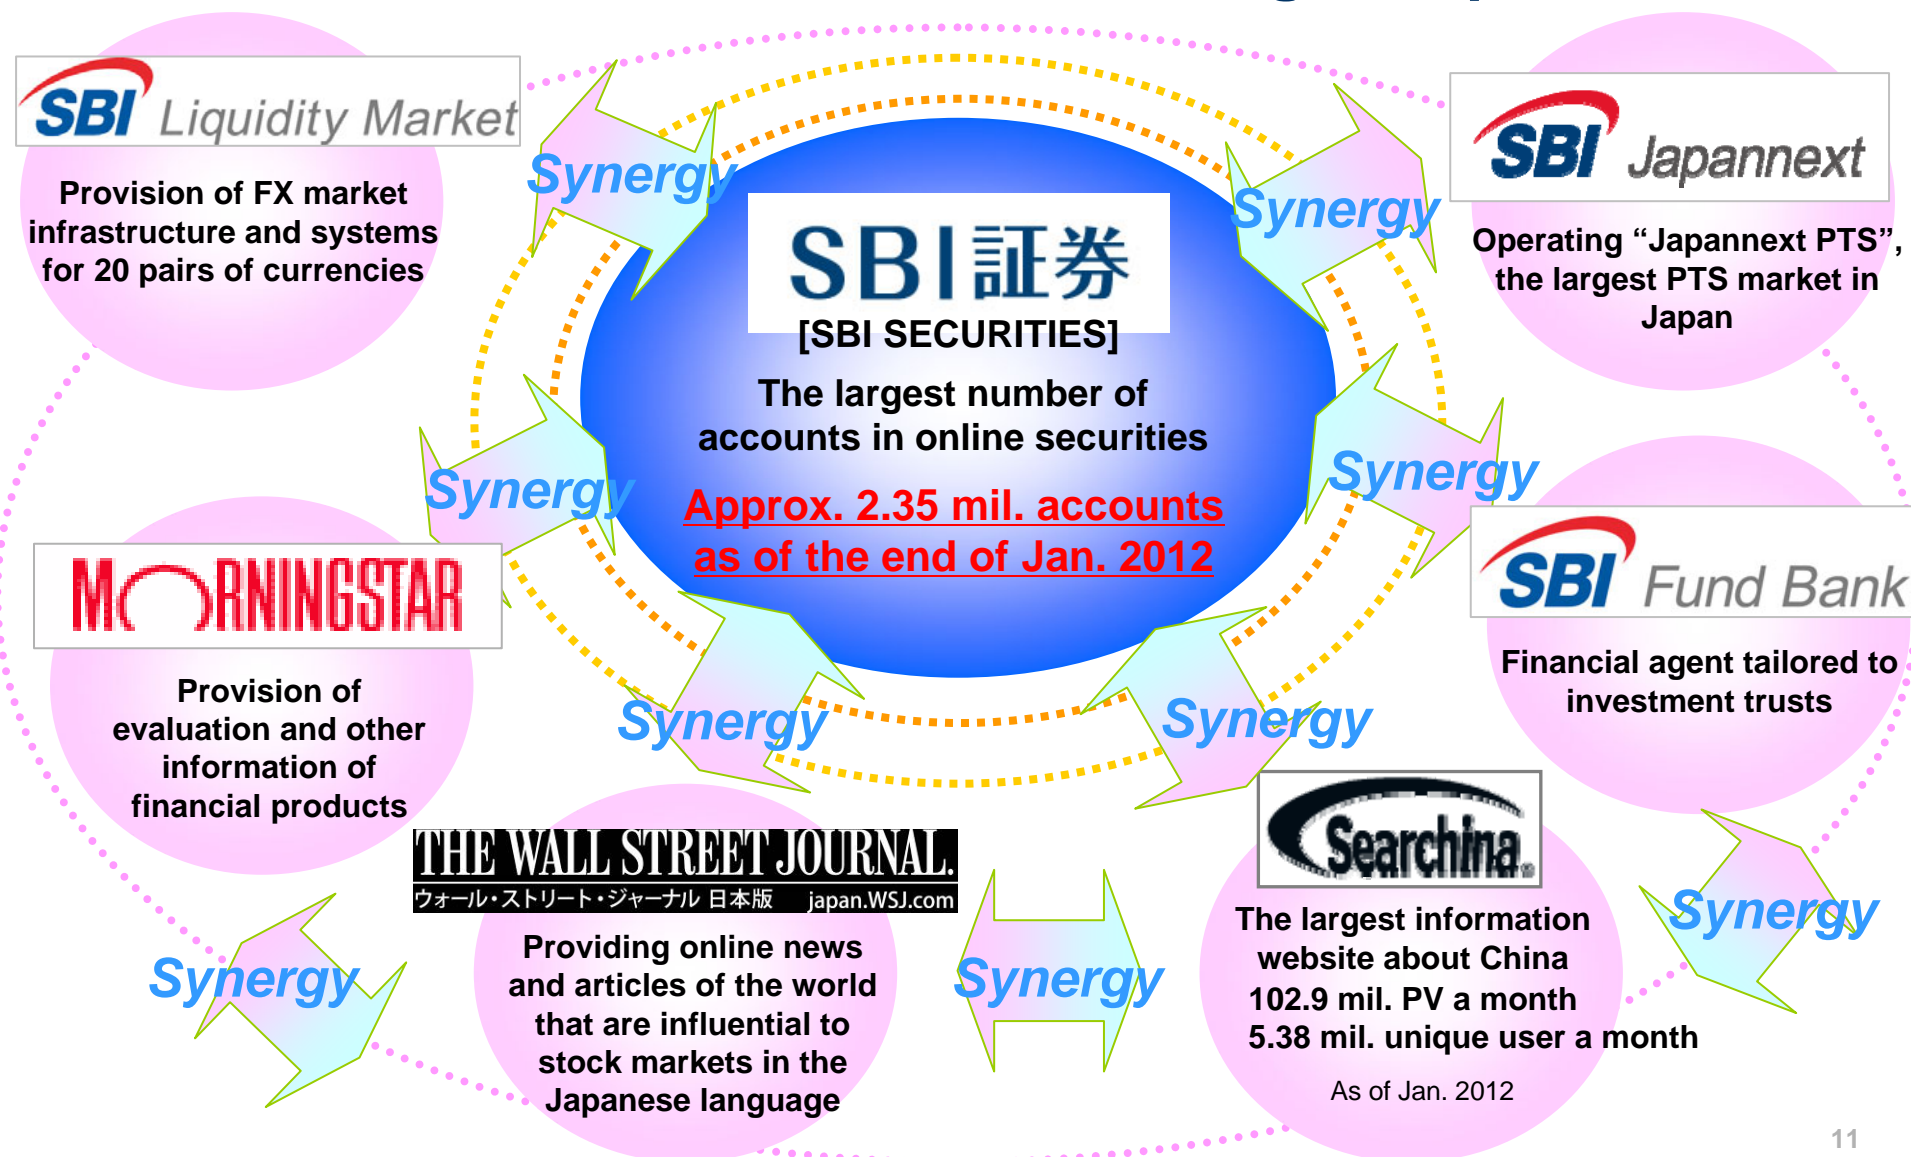 SBI Liquidity Market
Provision of FX market
infrastructure and systems
for 20 pairs of currencies
Synergy
Synergy
SBI Japannext
Operating “Japannext PTS”,
the largest PTS market in
Japan
SBI証券
[SBI SECURITIES]
The largest number of
accounts in online securities
Approx. 2.35 mil. accounts
as of the end of Jan. 2012
Synergy
Synergy
MORNINGSTAR
Provision of
evaluation and other
information of
financial products
SBI Fund Bank
Financial agent tailored to
investment trusts
Synergy
Synergy
THE WALL STREET JOURNAL.
ウォール・ストリート・ジャーナル 日本版 japan.WSJ.com
Providing online news
and articles of the world
that are influential to
stock markets in the
Japanese language
Searchina®
The largest information
website about China
102.9 mil. PV a month
5.38 mil. unique user a month
As of Jan. 2012
Synergy
Synergy
Synergy
11